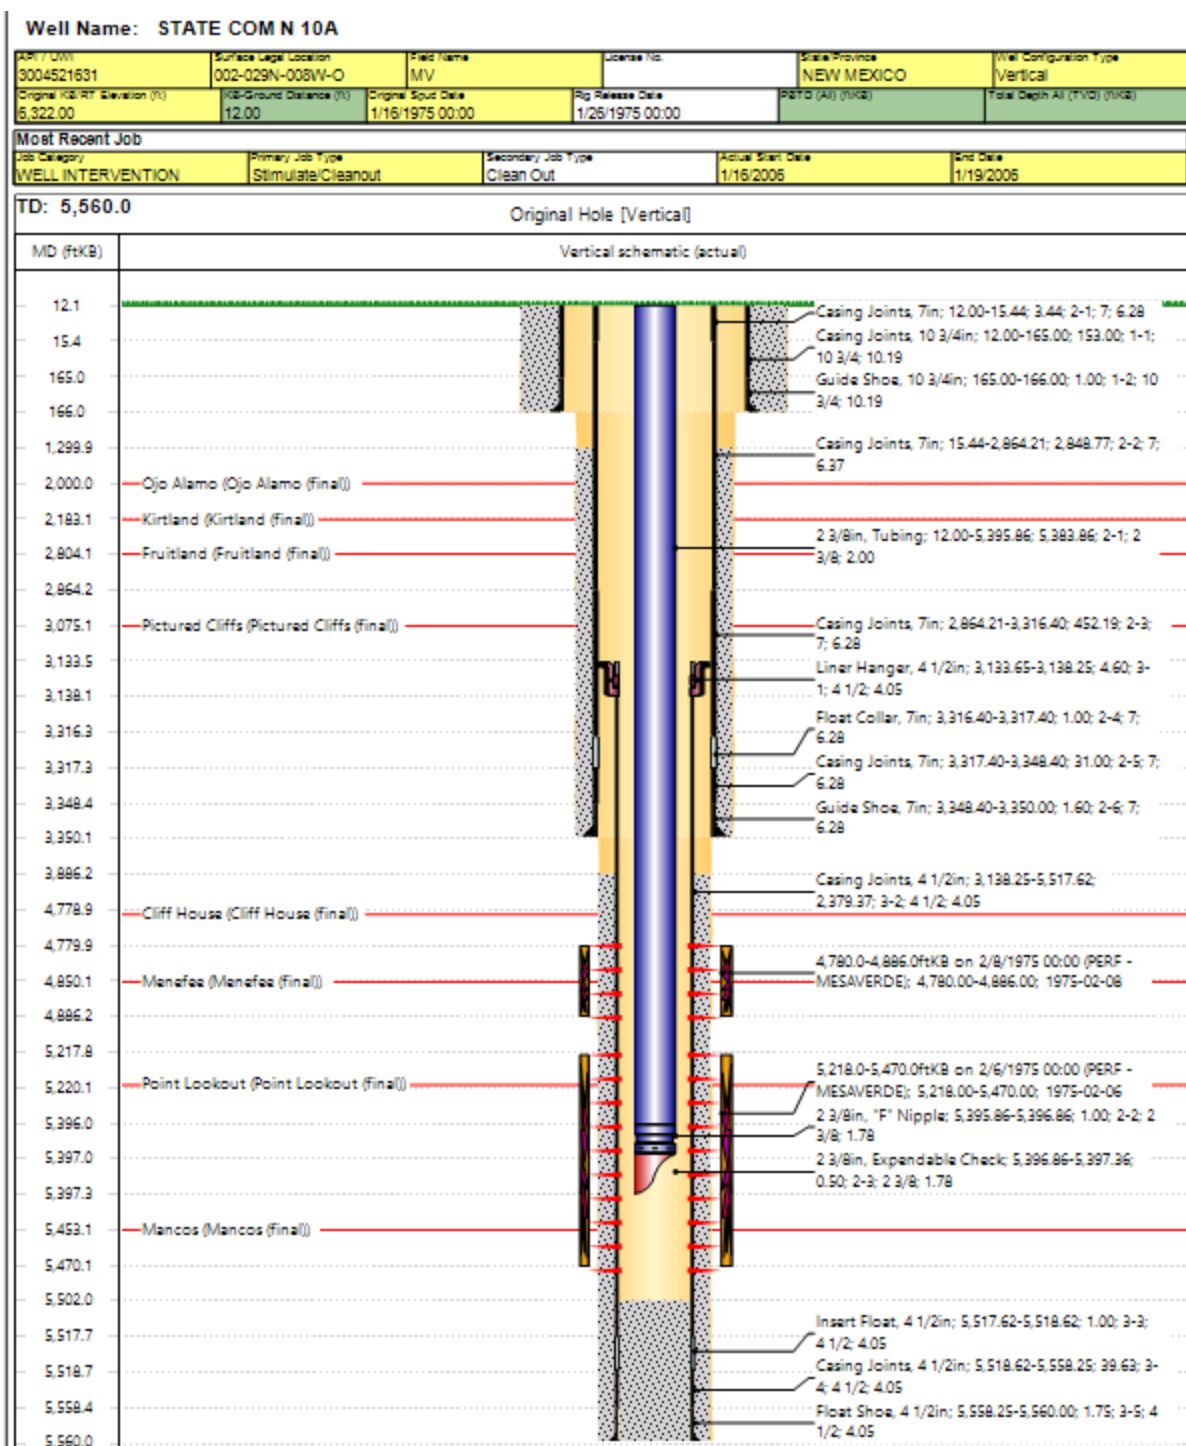 Well Name: STATE COM N 10A
API / UWI
3004521631
Surface Legal Location
002-029N-008W-O
Field Name
MV
License No.
State/Province
NEW MEXICO
Well Configuration Type
Vertical
Original KB/RT Elevation (ft)
6,322.00
KB-Ground Distance (ft)
12.00
Original Spud Date
1/16/1975 00:00
Rig Release Date
1/26/1975 00:00
PBTD (All) (ftKB)
Total Depth All (TVD) (ftKB)
Most Recent Job
Job Category
WELL INTERVENTION
Primary Job Type
Stimulate/Cleanout
Secondary Job Type
Clean Out
Actual Start Date
1/16/2006
End Date
1/19/2006
TD: 5,560.0
Original Hole [Vertical]
MD (ftKB)
Vertical schematic (actual)
12.1
Casing Joints, 7in; 12.00-15.44; 3.44; 2-1; 7; 6.28
15.4
Casing Joints, 10 3/4in; 12.00-165.00; 153.00; 1-1;
10 3/4; 10.19
165.0
Guide Shoe, 10 3/4in; 165.00-166.00; 1.00; 1-2; 10
3/4; 10.19
166.0
1,299.9
Casing Joints, 7in; 15.44-2,864.21; 2,848.77; 2-2; 7;
6.37
2,000.0
Ojo Alamo (Ojo Alamo (final))
2,183.1
Kirtland (Kirtland (final))
2 3/8in, Tubing; 12.00-5,395.86; 5,383.86; 2-1; 2
3/8; 2.00
2,804.1
Fruitland (Fruitland (final))
2,864.2
3,075.1
Pictured Cliffs (Pictured Cliffs (final))
Casing Joints, 7in; 2,864.21-3,316.40; 452.19; 2-3;
7; 6.28
3,133.5
Liner Hanger, 4 1/2in; 3,133.65-3,138.25; 4.60; 3-
1; 4 1/2; 4.05
3,138.1
Float Collar, 7in; 3,316.40-3,317.40; 1.00; 2-4; 7;
6.28
3,316.3
3,317.3
Casing Joints, 7in; 3,317.40-3,348.40; 31.00; 2-5; 7;
6.28
3,348.4
Guide Shoe, 7in; 3,348.40-3,350.00; 1.60; 2-6; 7;
6.28
3,350.1
3,886.2
Casing Joints, 4 1/2in; 3,138.25-5,517.62;
2,379.37; 3-2; 4 1/2; 4.05
4,778.9
Cliff House (Cliff House (final))
4,779.9
4,780.0-4,886.0ftKB on 2/8/1975 00:00 (PERF -
MESAVERDE); 4,780.00-4,886.00; 1975-02-08
4,850.1
Menefee (Menefee (final))
4,886.2
5,217.8
5,218.0-5,470.0ftKB on 2/6/1975 00:00 (PERF -
MESAVERDE); 5,218.00-5,470.00; 1975-02-06
5,220.1
Point Lookout (Point Lookout (final))
5,396.0
2 3/8in, "F" Nipple; 5,395.86-5,396.86; 1.00; 2-2; 2
3/8; 1.78
5,397.0
2 3/8in, Expendable Check; 5,396.86-5,397.36;
0.50; 2-3; 2 3/8; 1.78
5,397.3
5,453.1
Mancos (Mancos (final))
5,470.1
5,502.0
5,517.7
Insert Float, 4 1/2in; 5,517.62-5,518.62; 1.00; 3-3;
4 1/2; 4.05
5,518.7
Casing Joints, 4 1/2in; 5,518.62-5,558.25; 39.63; 3-
4; 4 1/2; 4.05
5,558.4
Float Shoe, 4 1/2in; 5,558.25-5,560.00; 1.75; 3-5; 4
1/2; 4.05
5,560.0